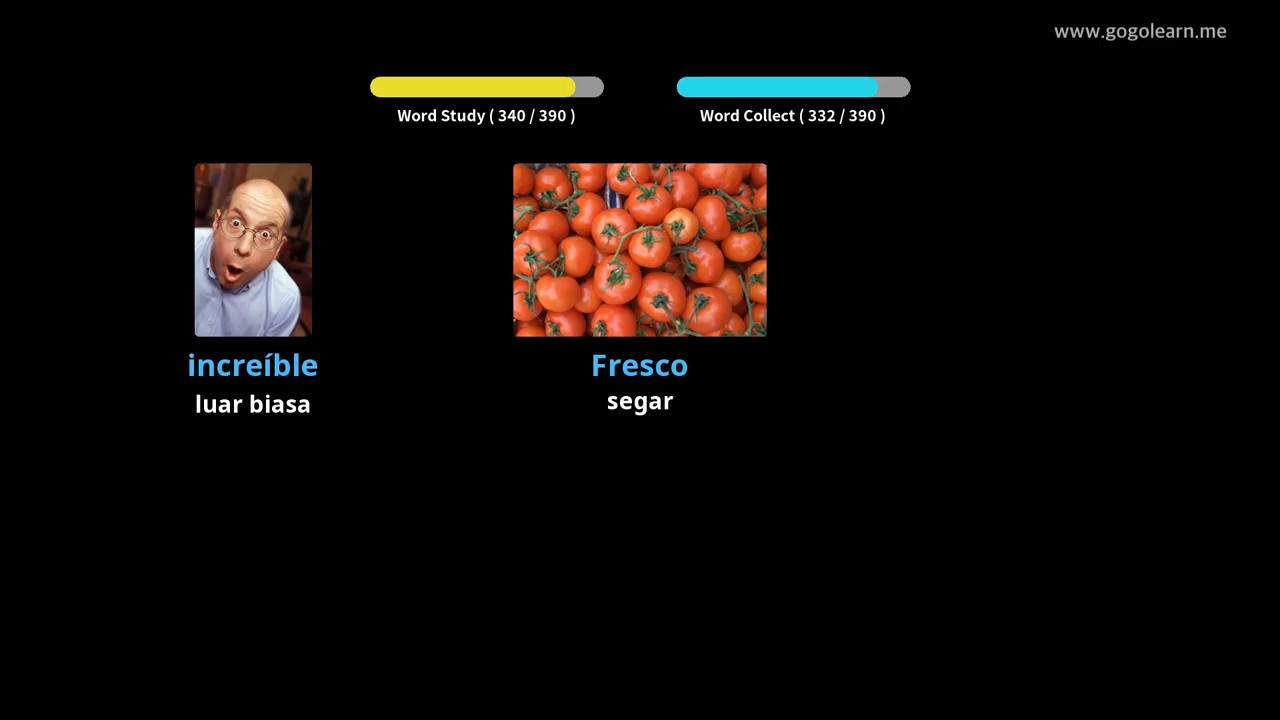 www.gogolearn.me
Word Study ( 340 / 390 )
Word Collect ( 332 / 390 )
increíble
luar biasa
Fresco
segar